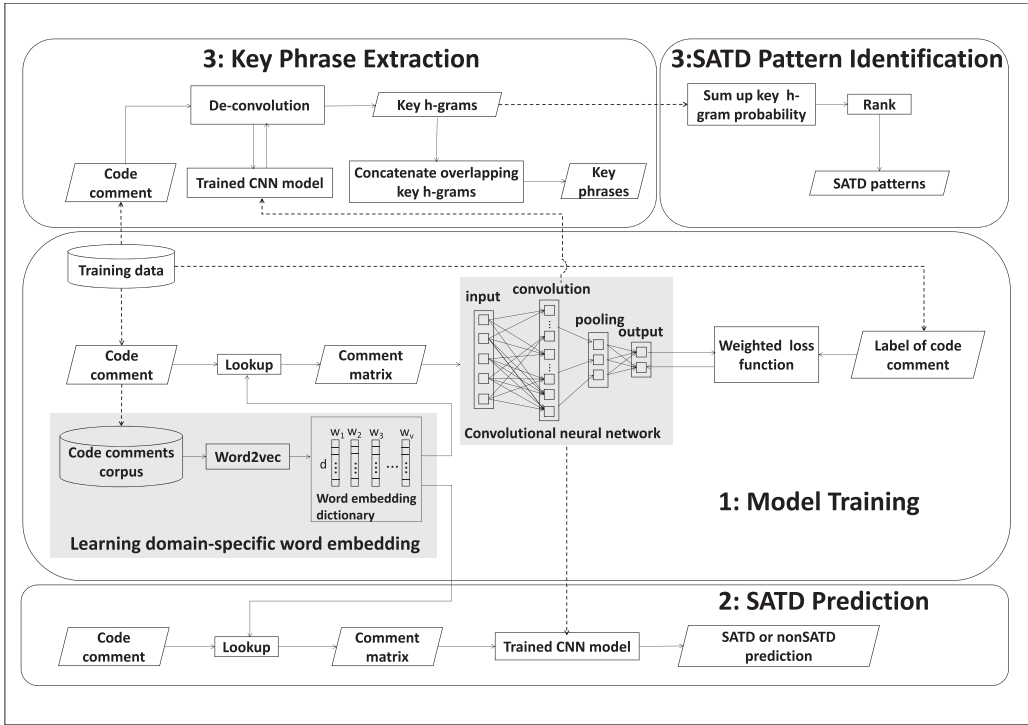 3: Key Phrase Extraction
De-convolution
Key h-grams
Code
comment
Trained CNN model
Concatenate overlapping
key h-grams
Key
phrases
3:SATD Pattern Identification
Sum up key h-
gram probability
Rank
SATD patterns
Training data
Code
comment
Lookup
Comment
matrix
input
convolution
pooling
output
Convolutional neural network
Weighted loss
function
Label of code
comment
Code comments
corpus
Word2vec
w1 w2 w3 wv
d
Word embedding
dictionary
Learning domain-specific word embedding
1: Model Training
2: SATD Prediction
Code
comment
Lookup
Comment
matrix
Trained CNN model
SATD or nonSATD
prediction